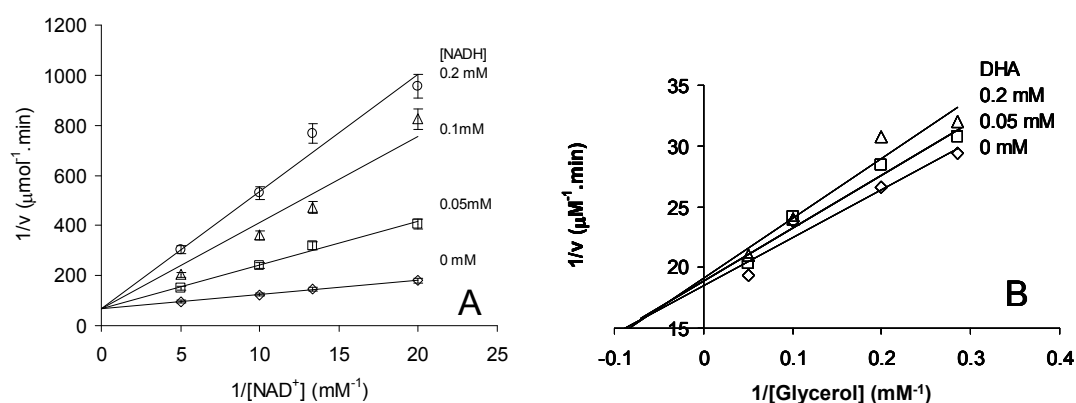 1200
1000
800
600
400
200
0
0
5
10
15
20
25
1/v (μmol⁻¹.min)
1/[NAD⁺] (mM⁻¹)
[NADH]
0.2 mM
0.1mM
0.05mM
0 mM
A
35
30
25
20
15
-0.1
0
0.1
0.2
0.3
0.4
1/v (μM⁻¹.min)
1/[Glycerol] (mM⁻¹)
DHA
0.2 mM
0.05 mM
0 mM
B